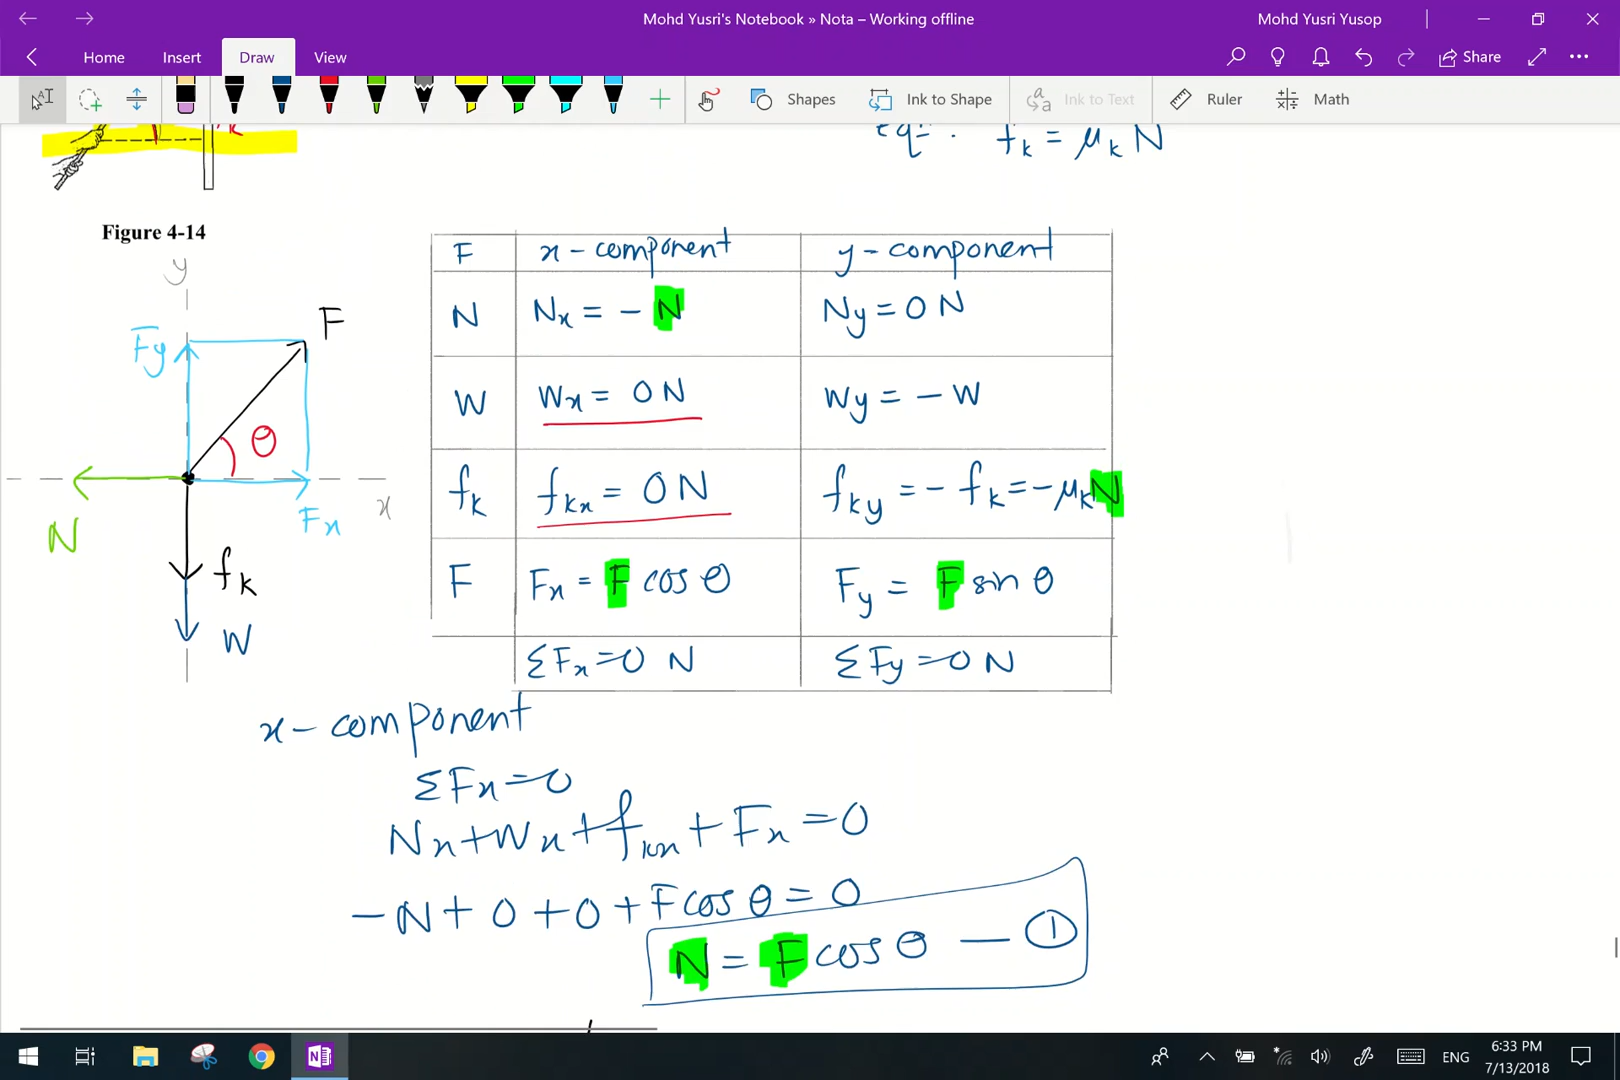 Mohd Yusri's Notebook » Nota – Working offline
Mohd Yusri Yusop
Home Insert Draw View
Share
Shapes Ink to Shape Ink to Text Ruler Math
eqⁿ : fk = μk N
Figure 4-14
y
F
Fy
θ
x
N
Fx
fk
W
F x-component y-component
N Nx = - N Ny = 0 N
W Wx = 0 N Wy = - W
fk fkx = 0 N fky = - fk = - μk N
F Fx = F cos θ Fy = F sin θ
ΣFx = 0 N ΣFy = 0 N
x-component
ΣFx = 0
Nx + Wx + fkx + Fx = 0
- N + 0 + 0 + F cos θ = 0
N = F cos θ — ①
ENG
6:33 PM
7/13/2018